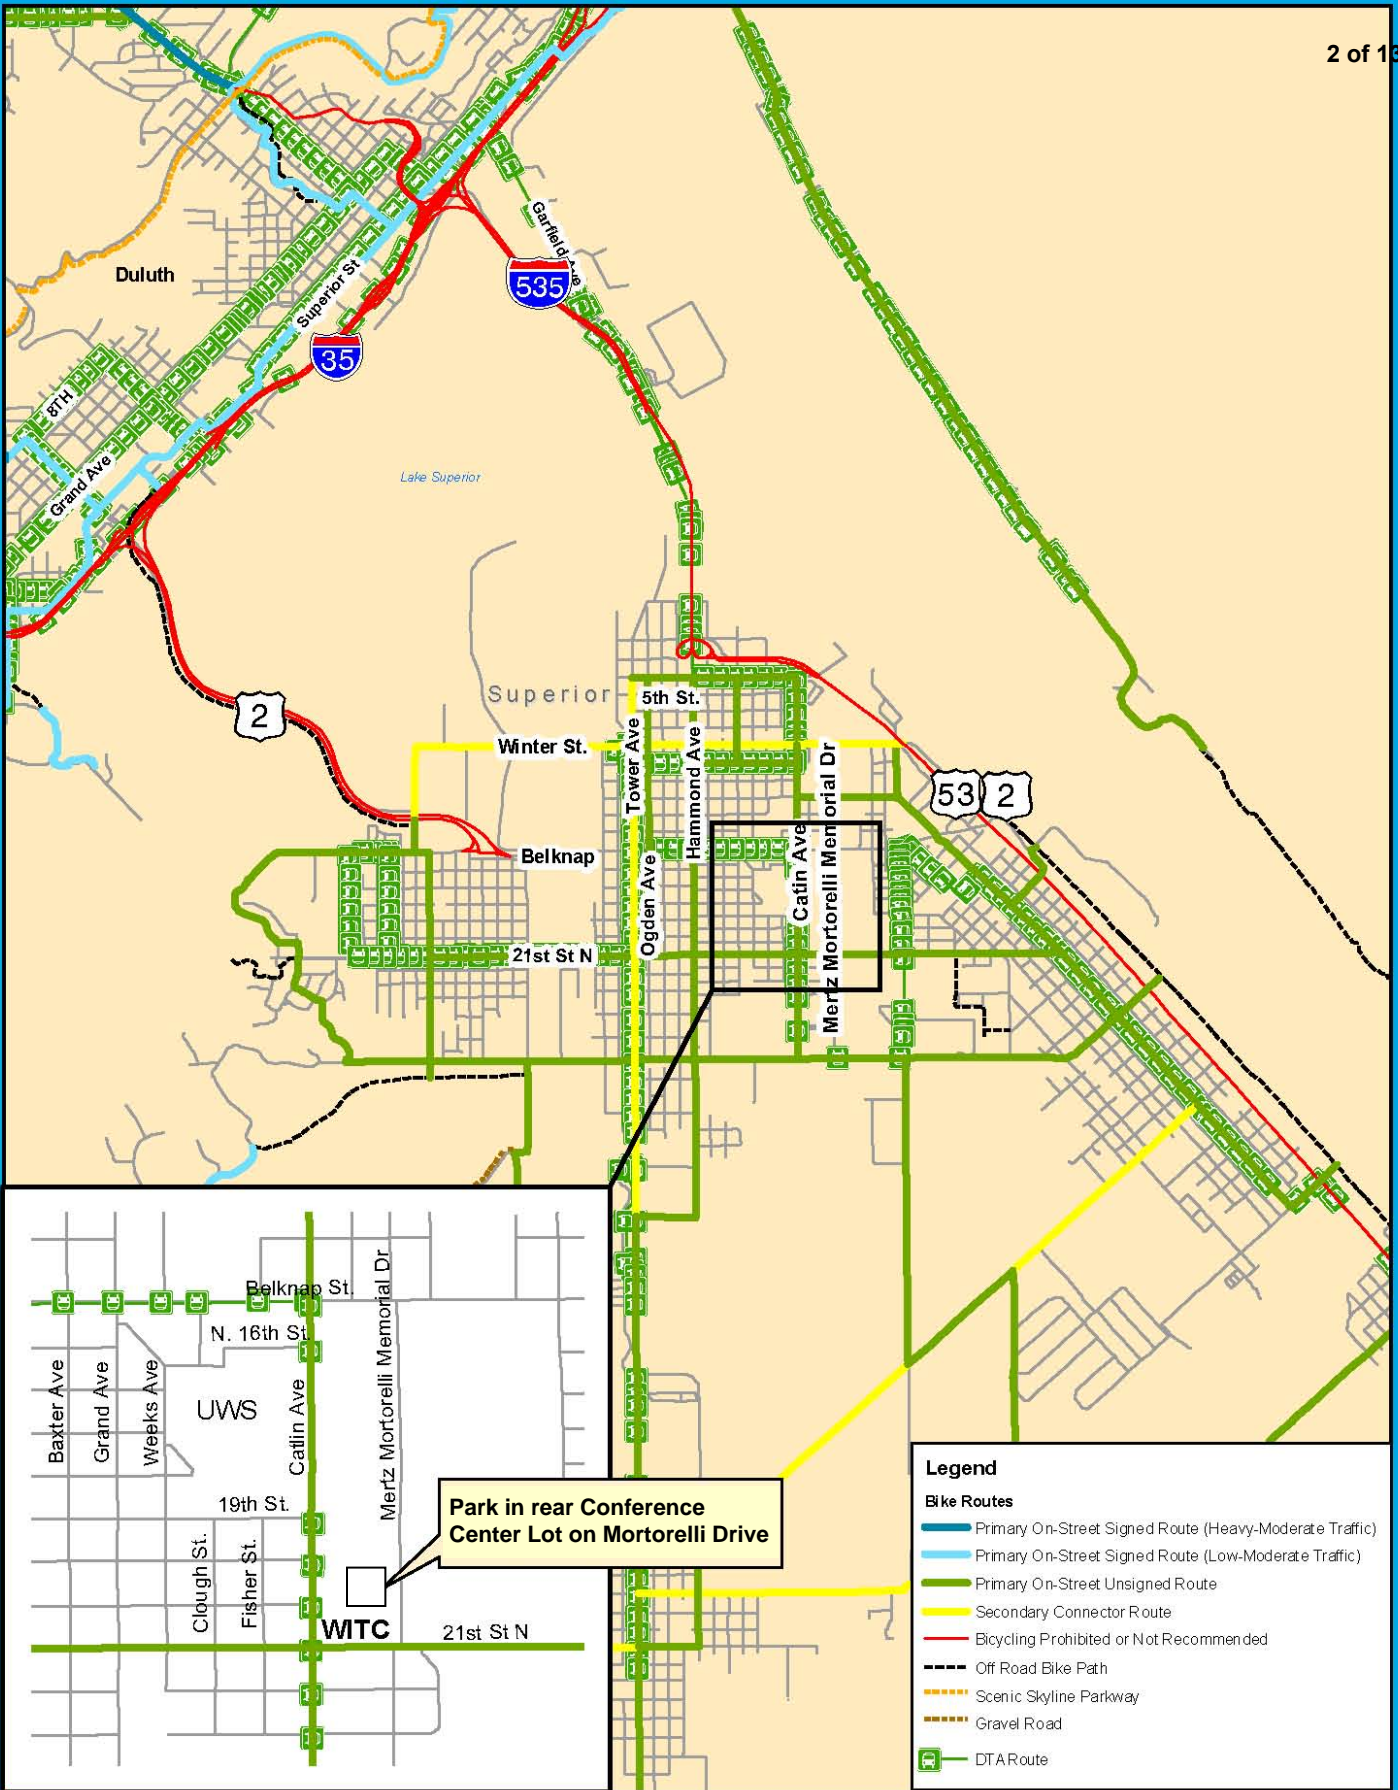 2 of 13
Garfield Ave
535
Duluth
Superior St
35
8TH
Grand Ave
Lake Superior
Superior
5th St.
2
Winter St.
Tower Ave
Hammond Ave
Mertz Mortorelli Memorial Dr
53
2
Belknap
Catin Ave
Ogden Ave
21st St N
Belknap St.
N. 16th St.
Mertz Mortorelli Memorial Dr
Baxter Ave
Grand Ave
Weeks Ave
UWS
Catlin Ave
19th St.
Clough St.
Fisher St.
WITC
21st St N
Park in rear Conference
Center Lot on Mortorelli Drive
Legend
Bike Routes
Primary On-Street Signed Route (Heavy-Moderate Traffic)
Primary On-Street Signed Route (Low-Moderate Traffic)
Primary On-Street Unsigned Route
Secondary Connector Route
Bicycling Prohibited or Not Recommended
Off Road Bike Path
Scenic Skyline Parkway
Gravel Road
DTA Route